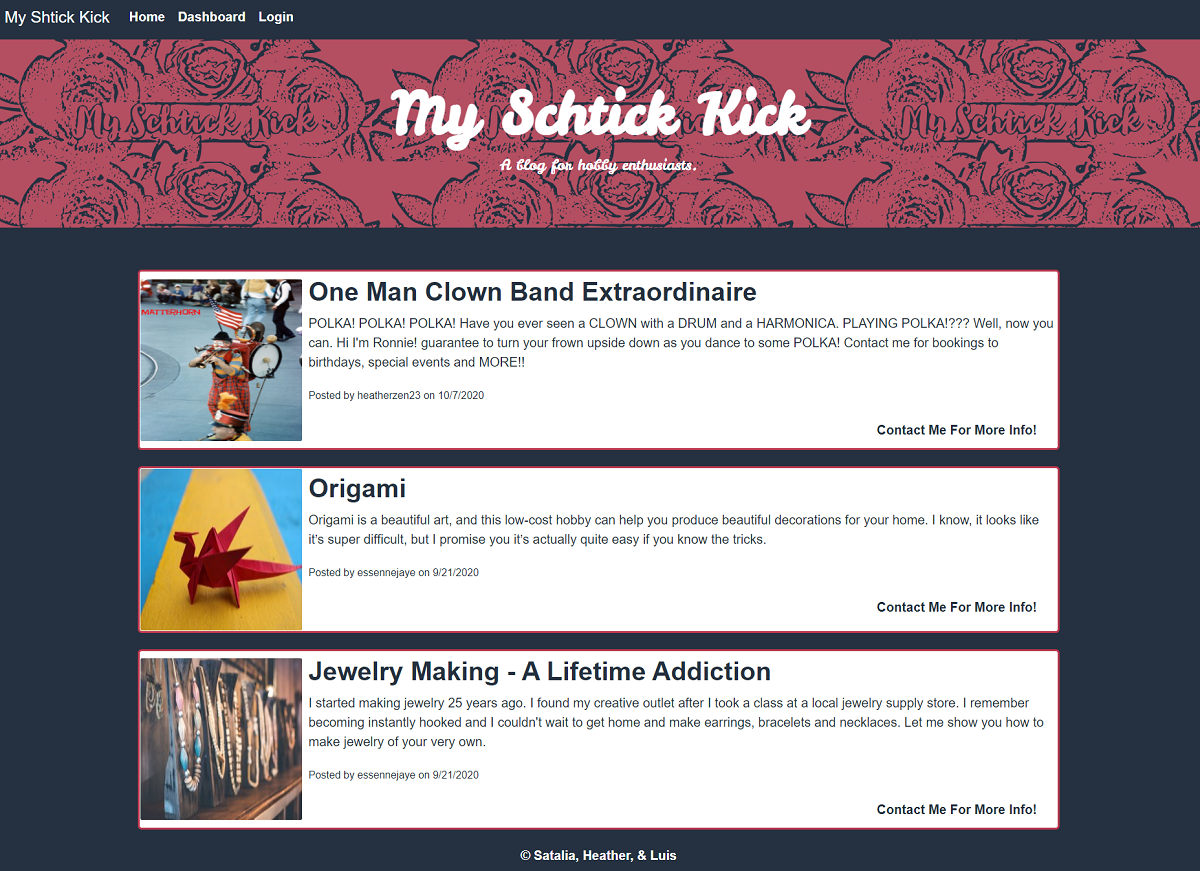 My Shtick Kick Home Dashboard Login
My Schtick Kick
My Schtick Kick
My Schtick Kick
A blog for hobby enthusiasts.
MATTERHORN
One Man Clown Band Extraordinaire
POLKA! POLKA! POLKA! Have you ever seen a CLOWN with a DRUM and a HARMONICA. PLAYING POLKA!??? Well, now you
can. Hi I'm Ronnie! guarantee to turn your frown upside down as you dance to some POLKA! Contact me for bookings to
birthdays, special events and MORE!!
Posted by heatherzen23 on 10/7/2020
Contact Me For More Info!
Origami
Origami is a beautiful art, and this low-cost hobby can help you produce beautiful decorations for your home. I know, it looks like
it's super difficult, but I promise you it's actually quite easy if you know the tricks.
Posted by essennejaye on 9/21/2020
Contact Me For More Info!
Jewelry Making - A Lifetime Addiction
I started making jewelry 25 years ago. I found my creative outlet after I took a class at a local jewelry supply store. I remember
becoming instantly hooked and I couldn't wait to get home and make earrings, bracelets and necklaces. Let me show you how to
make jewelry of your very own.
Posted by essennejaye on 9/21/2020
Contact Me For More Info!
© Satalia, Heather, & Luis